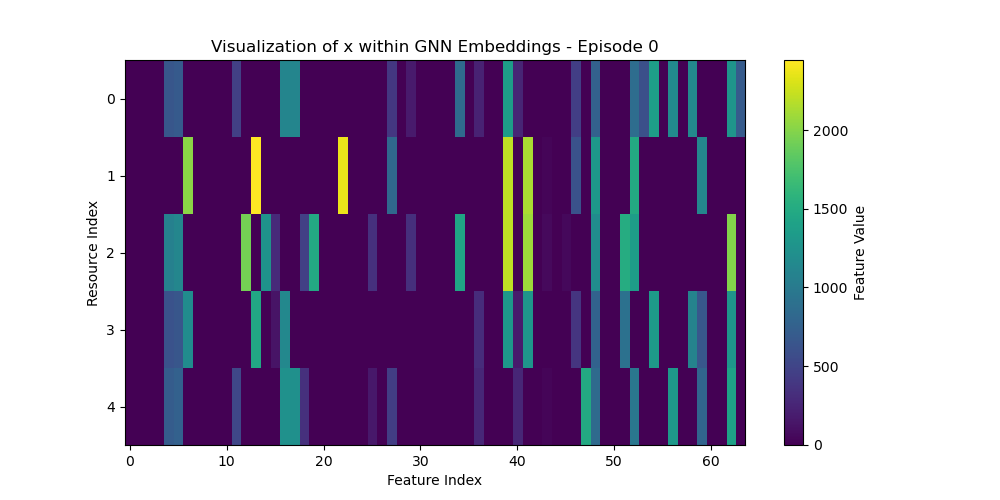 Visualization of x within GNN Embeddings - Episode 0
Resource Index
0
1
2
3
4
0 10 20 30 40 50 60
Feature Index
2000
1500
1000
500
0
Feature Value